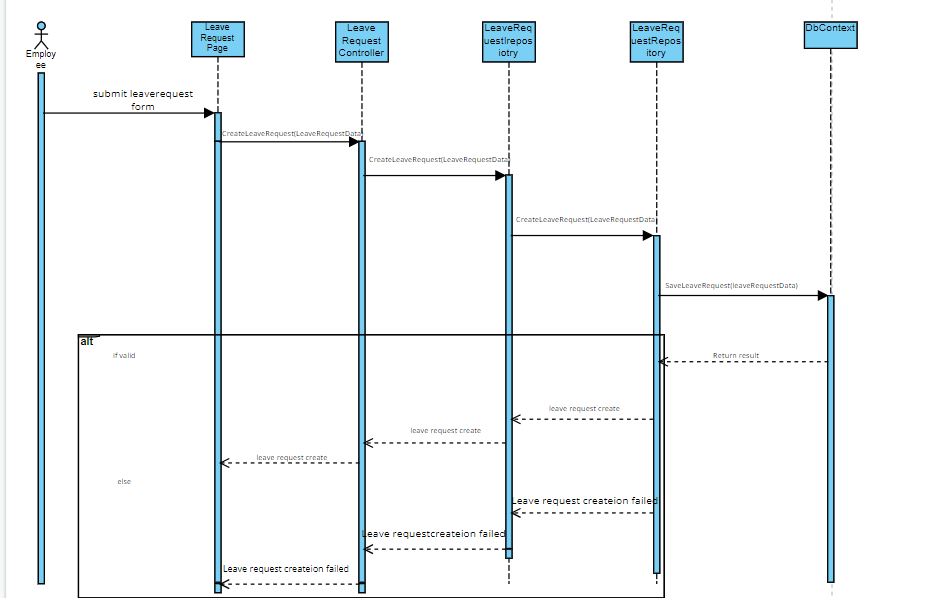 Employ
ee
Leave
Request
Page
Leave
Request
Controller
LeaveReq
uestIrepos
iotry
LeaveReq
uestRepos
itory
DbContext
submit leaverequest
form
CreateLeaveRequest(LeaveRequestData)
CreateLeaveRequest(LeaveRequestData)
CreateLeaveRequest(LeaveRequestData)
SaveLeaveRequest(leaveRequestData)
alt
if valid
Return result
leave request create
leave request create
leave request create
else
Leave request createion failed
Leave requestcreateion failed
Leave request createion failed